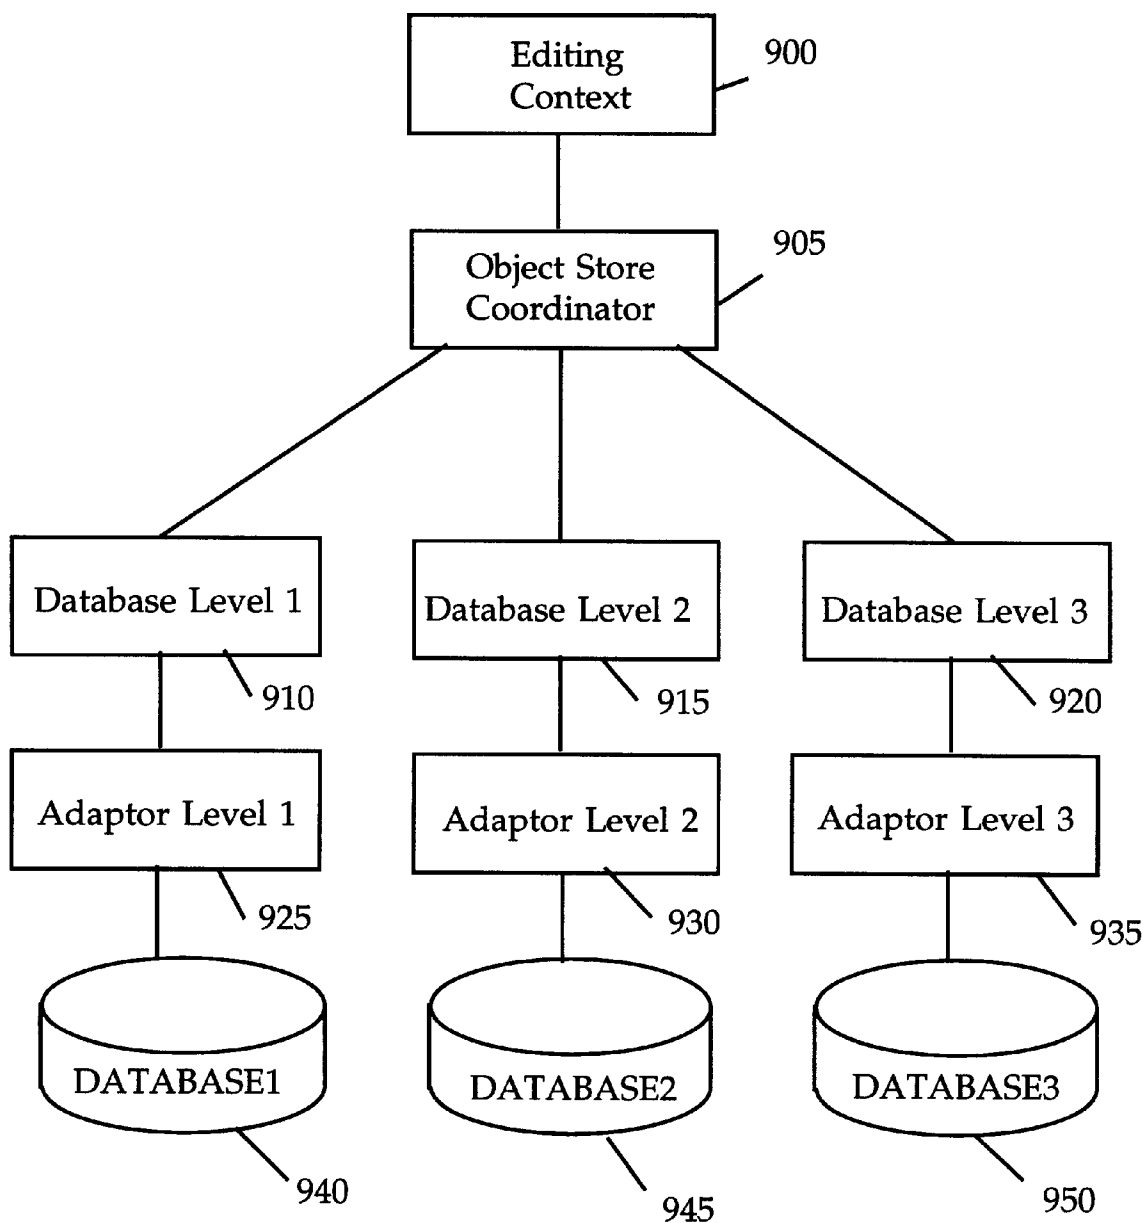 Editing
Context
900
Object Store
Coordinator
905
Database Level 1
910
Database Level 2
915
Database Level 3
920
Adaptor Level 1
925
Adaptor Level 2
930
Adaptor Level 3
935
DATABASE1
940
DATABASE2
945
DATABASE3
950